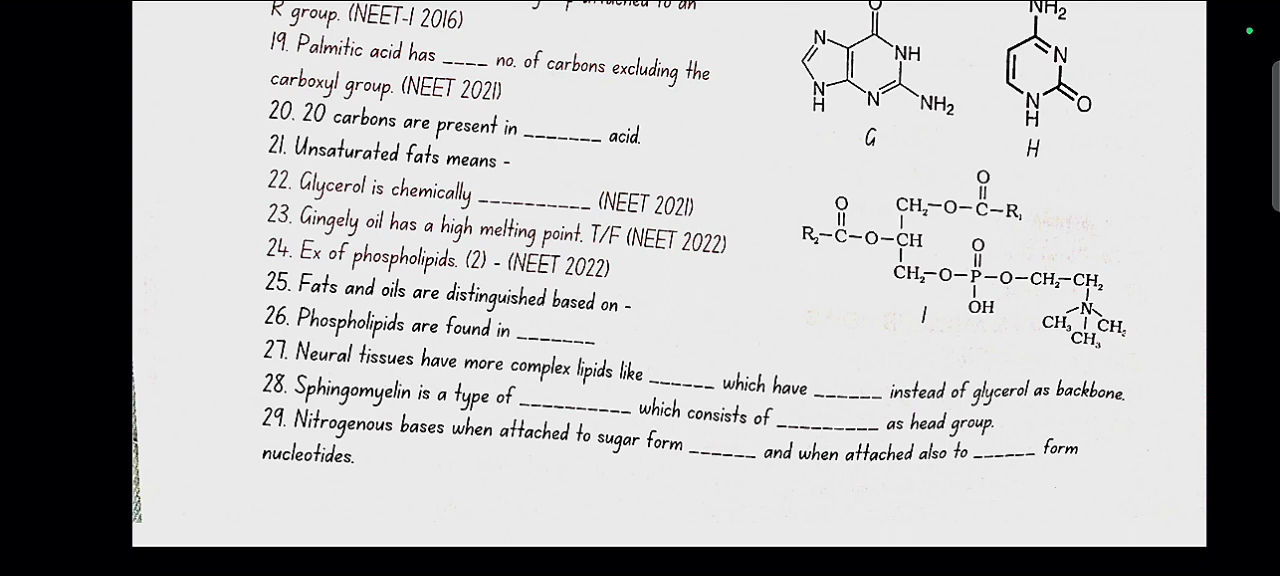 to an
R group. (NEET-I 2016)
19. Palmitic acid has ____ no. of carbons excluding the
carboxyl group. (NEET 2021)
20. 20 carbons are present in _______ acid.
21. Unsaturated fats means -
22. Glycerol is chemically __________ (NEET 2021)
23. Gingely oil has a high melting point. T/F (NEET 2022)
24. Ex of phospholipids. (2) - (NEET 2022)
25. Fats and oils are distinguished based on -
26. Phospholipids are found in _______
27. Neural tissues have more complex lipids like ______ which have ______ instead of glycerol as backbone.
28. Sphingomyelin is a type of __________ which consists of _________ as head group.
29. Nitrogenous bases when attached to sugar form ______ and when attached also to ______ form
nucleotides.
O
N
NH
N
H
N
NH₂
G
NH₂
N
N
H
O
H
O
O
CH₂–O–C–R₁
R₂–C–O–CH
O
CH₂–O–P–O–CH₂–CH₂
OH
N
CH₃
CH₃
CH₃
I